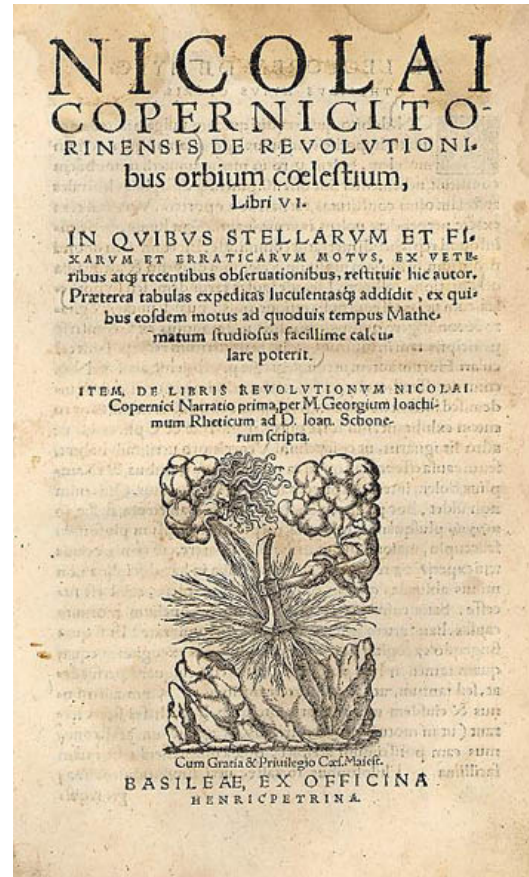 NICOLAI
COPERNICI TO-
RINENSIS DE REVOLVTIONI-
bus orbium cœleſtium,
Libri VI.
IN QVIBVS STELLARVM ET FI-
XARVM ET ERRATICARVM MOTVS, EX VETE-
ribus atqꝫ recentibus obſeruationibus, reſtituit hic autor.
Præterea tabulas expeditas luculentasqꝫ addidit, ex qui-
bus eoſdem motus ad quoduis tempus Mathe-
matum ſtudioſus facillime calcu-
lare poterit.
ITEM, DE LIBRIS REVOLVTIONVM NICOLAI
Copernici Narratio prima, per M. Georgium Ioachi-
mum Rheticum ad D. Ioan. Schone-
rum ſcripta.
Cum Gratia & Priuilegio Cæſ. Maieſt.
BASILEAE, EX OFFICINA
HENRICPETRINA.